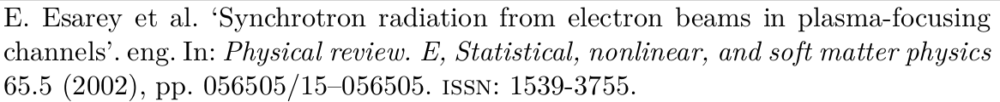 E. Esarey et al. ‘Synchrotron radiation from electron beams in plasma-focusing
channels’. eng. In: Physical review. E, Statistical, nonlinear, and soft matter physics
65.5 (2002), pp. 056505/15–056505. ISSN: 1539-3755.